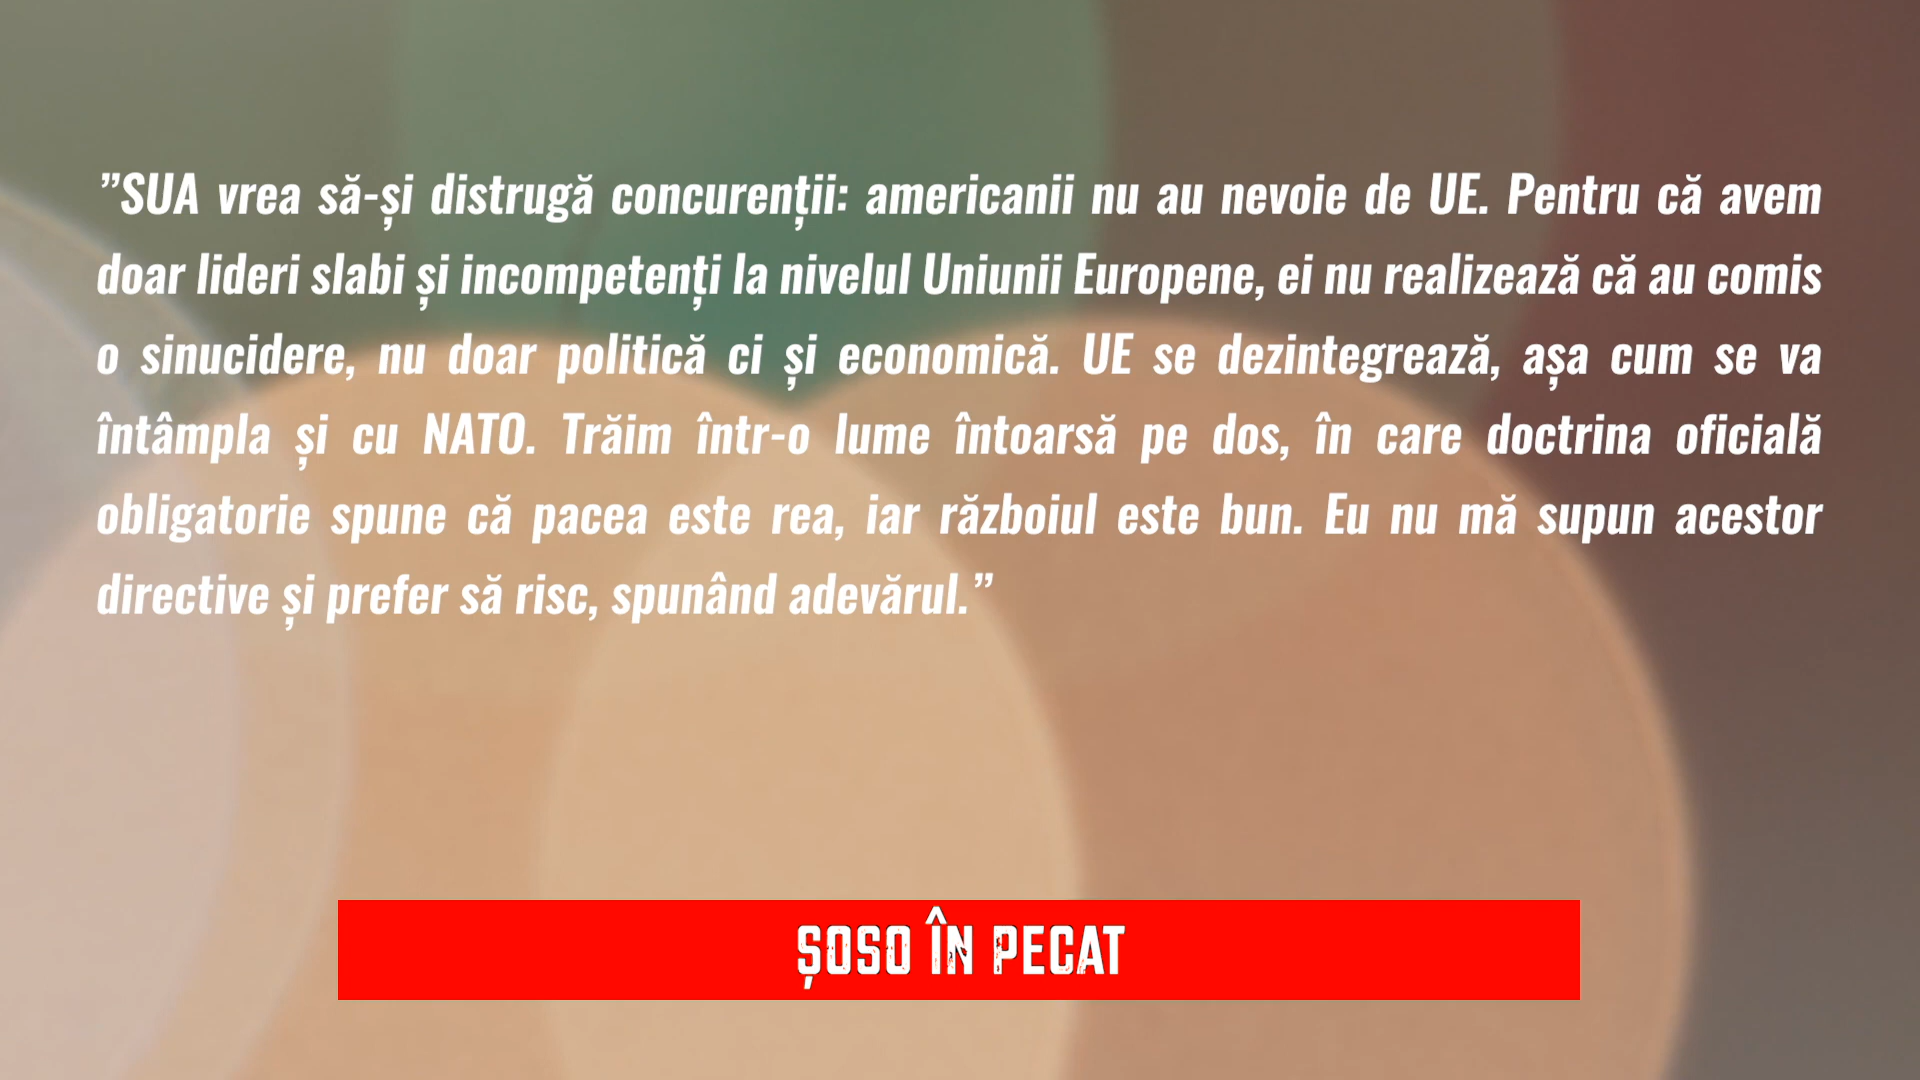 ”SUA vrea să-și distrugă concurenții: americanii nu au nevoie de UE. Pentru că avem
doar lideri slabi și incompetenți la nivelul Uniunii Europene, ei nu realizează că au comis
o sinucidere, nu doar politică ci și economică. UE se dezintegrează, așa cum se va
întâmpla și cu NATO. Trăim într-o lume întoarsă pe dos, în care doctrina oficială
obligatorie spune că pacea este rea, iar războiul este bun. Eu nu mă supun acestor
directive și prefer să risc, spunând adevărul.”
ȘOSO ÎN PECAT